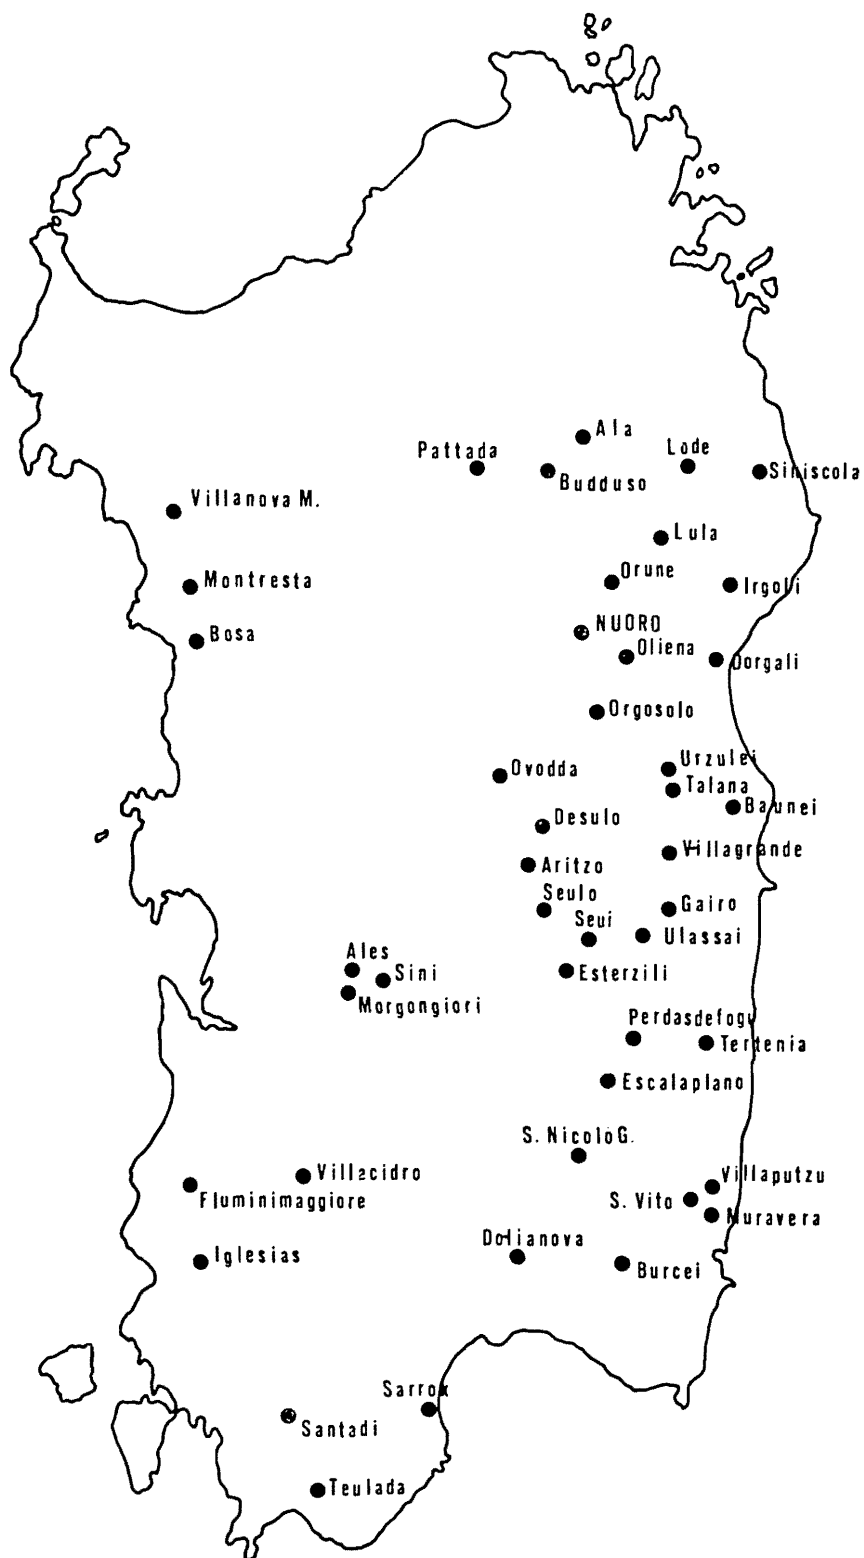 Ala
Pattada
Lode
Budduso
Siniscola
Villanova M.
Lula
Orune
Montresta
Irgoli
NUORO
Bosa
Oliena
Dorgali
Orgosolo
Urzulei
Ovodda
Talana
Baunei
Desulo
Villagrande
Aritzo
Seulo
Gairo
Seui
Ulassai
Ales
Sini
Esterzili
Morgongiori
Perdasdefogu
Tertenia
Escalaplano
S. Nicolò G.
Villacidro
Villaputzu
Fluminimaggiore
S. Vito
Muravera
Dolianova
Iglesias
Burcei
Sarrok
Santadi
Teulada